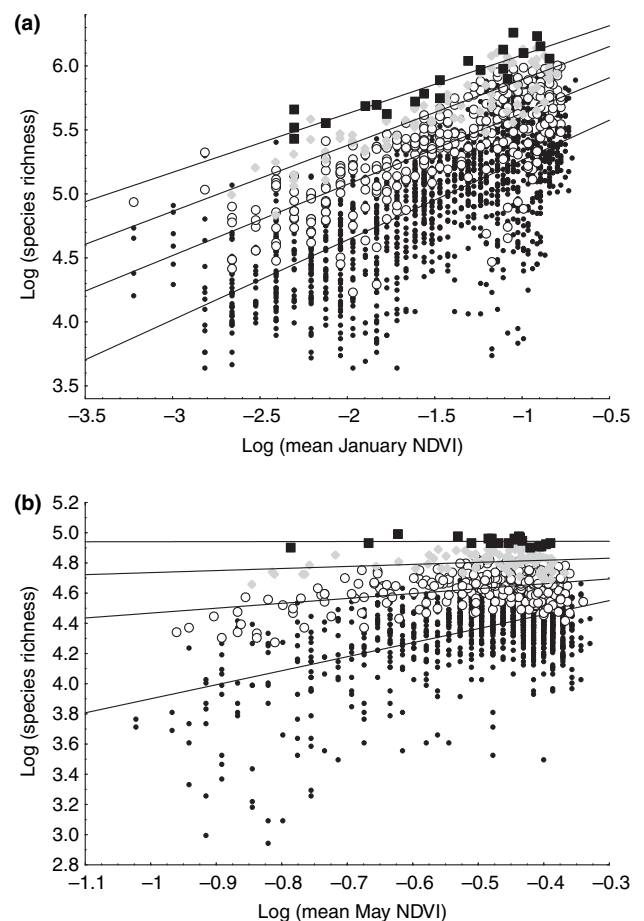 (a)
Log (species richness)
6.0
5.5
5.0
4.5
4.0
3.5
–3.5 –3 –2.5 –2 –1.5 –1 –0.5
Log (mean January NDVI)
(b)
Log (species richness)
5.2
5.0
4.8
4.6
4.4
4.2
4.0
3.8
3.6
3.4
3.2
3.0
2.8
–1.1 –1 –0.9 –0.8 –0.7 –0.6 –0.5 –0.4 –0.3
Log (mean May NDVI)